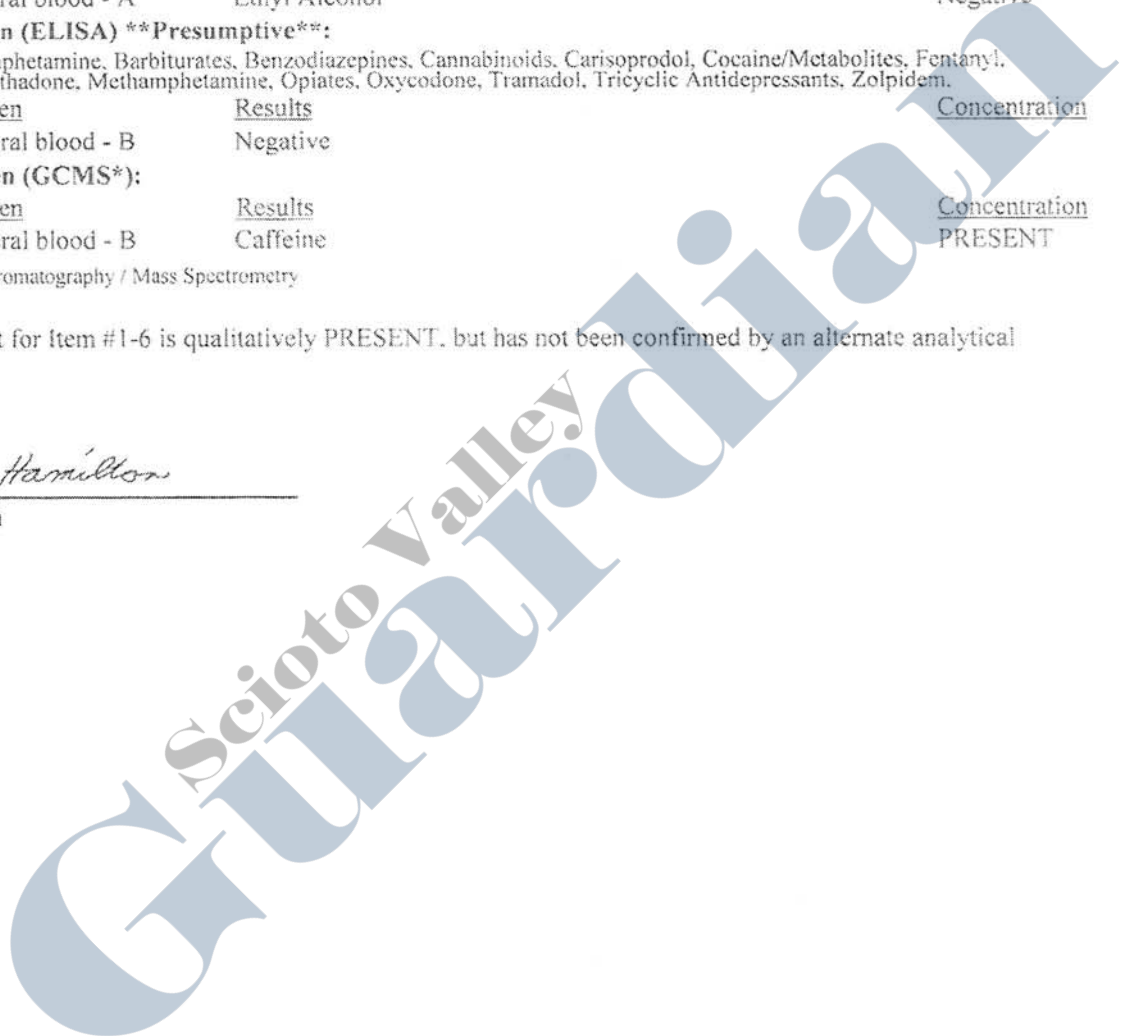 ral blood - A Ethyl Alcohol Negative
n (ELISA) **Presumptive**:
phetamine, Barbiturates, Benzodiazepines, Cannabinoids, Carisoprodol, Cocaine/Metabolites, Fentanyl,
thadone, Methamphetamine, Opiates, Oxycodone, Tramadol, Tricyclic Antidepressants, Zolpidem.
en Results Concentration
ral blood - B Negative
n (GCMS*):
en Results Concentration
ral blood - B Caffeine PRESENT
romatography / Mass Spectrometry
t for Item #1-6 is qualitatively PRESENT, but has not been confirmed by an alternate analytical
Hamilton
Scioto Valley
Guardian